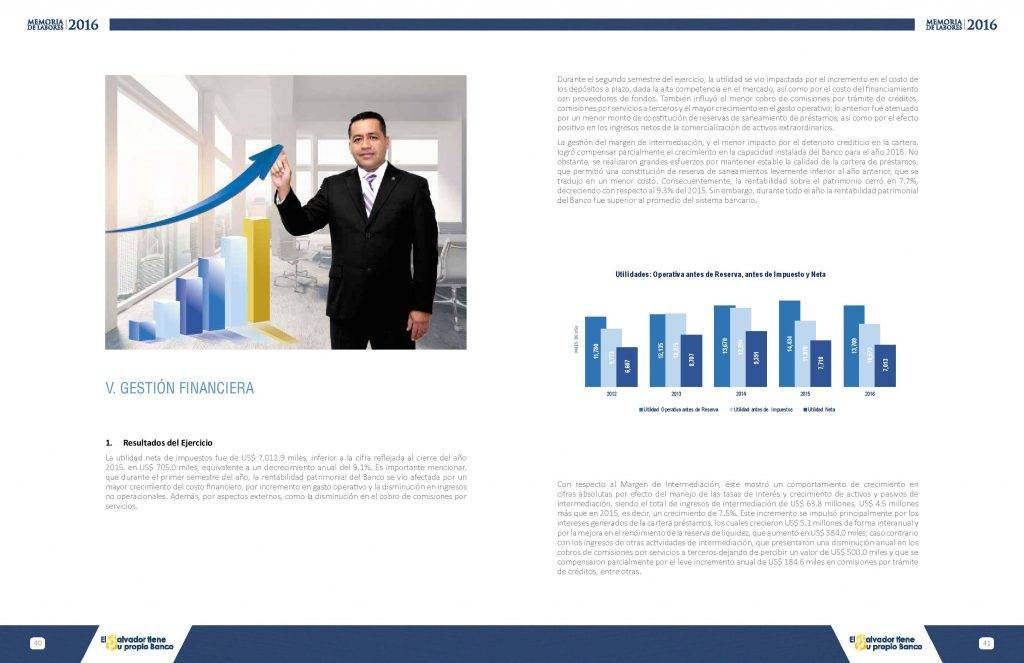 MEMORIA
DE LABORES 2016
MEMORIA
DE LABORES 2016
V. GESTIÓN FINANCIERA
1. Resultados del Ejercicio
La utilidad neta de impuestos fue de US$ 7,012.9 miles, inferior a la cifra reflejada al cierre del año
2015, en US$ 705.0 miles, equivalente a un decrecimiento anual del 9.1%. Es importante mencionar,
que durante el primer semestre del año, la rentabilidad patrimonial del Banco se vio afectada por un
mayor crecimiento del costo financiero, por incremento en gasto operativo y la disminución en ingresos
no operacionales. Además, por aspectos externos, como la disminución en el cobro de comisiones por
servicios.
Durante el segundo semestre del ejercicio, la utilidad se vio impactada por el incremento en el costo de
los depósitos a plazo, dada la alta competencia en el mercado, así como por el costo del financiamiento
con proveedores de fondos. También influyó el menor cobro de comisiones por trámite de créditos,
comisiones por servicios a terceros y el mayor crecimiento en el gasto operativo; lo anterior fué atenuado
por un menor monto de constitución de reservas de saneamiento de préstamos; así como por el efecto
positivo en los ingresos netos de la comercialización de activos extraordinarios.
La gestión del margen de intermediación, y el menor impacto por el deterioro crediticio en la cartera,
logró compensar parcialmente el crecimiento en la capacidad instalada del Banco para el año 2016. No
obstante, se realizaron grandes esfuerzos por mantener estable la calidad de la cartera de préstamos,
que permitió una constitución de reserva de saneamientos levemente inferior al año anterior, que se
tradujo en un menor costo. Consecuentemente, la rentabilidad sobre el patrimonio cerró en 7.7%,
decreciendo con respecto al 9.3% del 2015. Sin embargo, durante todo el año la rentabilidad patrimonial
del Banco fue superior al promedio del sistema bancario.
Utilidades: Operativa antes de Reserva, antes de Impuesto y Neta
MILES DE US$
11,780 9,773 6,687
12,135 8,707
13,670 9,291
14,434 7,718
13,709 7,013
2012 2013 2014 2015 2016
Utilidad Operativa antes de Reserva Utilidad antes de Impuestos Utilidad Neta
Con respecto al Margen de Intermediación, éste mostró un comportamiento de crecimiento en
cifras absolutas por efecto del manejo de las tasas de interés y crecimiento de activos y pasivos de
intermediación, siendo el total de ingresos de intermediación de US$ 63.8 millones, US$ 4.5 millones
más que en 2015, es decir, un crecimiento de 7.5%. Este incremento se impulsó principalmente por los
intereses generados de la cartera préstamos, los cuales crecieron US$ 5.1 millones de forma interanual y
por la mejora en el rendimiento de la reserva de liquidez, que aumentó en US$ 384.0 miles; caso contrario
con los ingresos de otras actividades de intermediación, que presentaron una disminución anual en los
cobros de comisiones por servicios a terceros dejando de percibir un valor de US$ 500.0 miles y que se
compensaron parcialmente por el leve incremento anual de US$ 184.6 miles en comisiones por trámite
de créditos, entre otras.
40
El Salvador tiene
Su propio Banco
El Salvador tiene
Su propio Banco
41